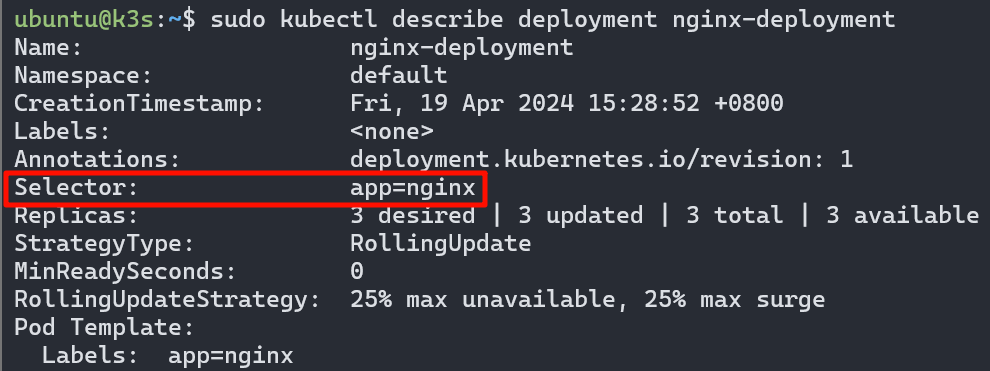 ubuntu@k3s:~$ sudo kubectl describe deployment nginx-deployment
Name:                   nginx-deployment
Namespace:              default
CreationTimestamp:      Fri, 19 Apr 2024 15:28:52 +0800
Labels:                 <none>
Annotations:            deployment.kubernetes.io/revision: 1
Selector:               app=nginx
Replicas:               3 desired | 3 updated | 3 total | 3 available
StrategyType:           RollingUpdate
MinReadySeconds:        0
RollingUpdateStrategy:  25% max unavailable, 25% max surge
Pod Template:
  Labels:  app=nginx